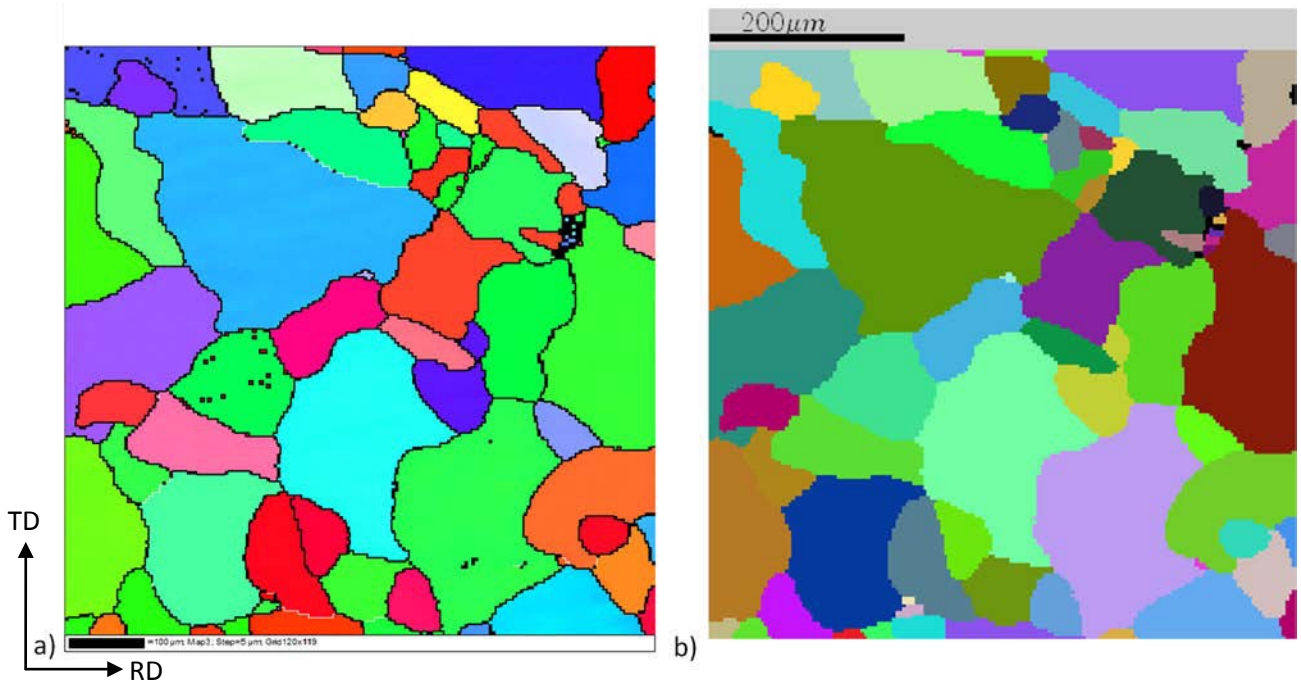 200μm
TD
=100 µm; Map3; Step=5 µm; Grid120x119
a)
b)
RD